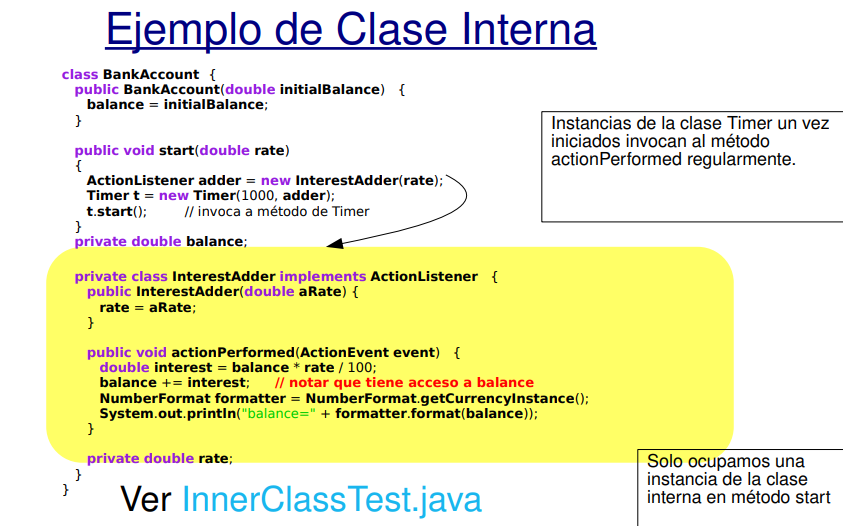 Ejemplo de Clase Interna
class BankAccount {
public BankAccount(double initialBalance) {
balance = initialBalance;
}
public void start(double rate)
{
ActionListener adder = new InterestAdder(rate);
Timer t = new Timer(1000, adder);
t.start(); // invoca a método de Timer
}
private double balance;
Instancias de la clase Timer un vez
iniciados invocan al método
actionPerformed regularmente.
private class InterestAdder implements ActionListener {
public InterestAdder(double aRate) {
rate = aRate;
}
public void actionPerformed(ActionEvent event) {
double interest = balance * rate / 100;
balance += interest; // notar que tiene acceso a balance
NumberFormat formatter = NumberFormat.getCurrencyInstance();
System.out.println("balance=" + formatter.format(balance));
}
private double rate;
}
}
Solo ocupamos una
instancia de la clase
interna en método start
Ver InnerClassTest.java